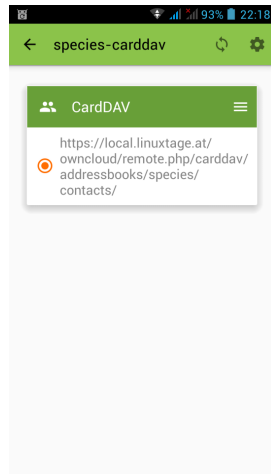 93% 22:18
species-carddav
CardDAV
https://local.linuxtage.at/
owncloud/remote.php/carddav/
addressbooks/species/
contacts/